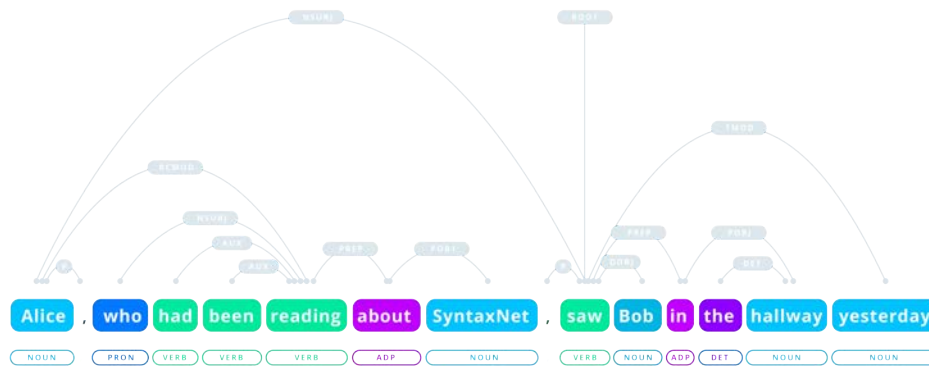 NSUBJ ROOT
TMOD
RCMOD
NSUBJ
PREP POBJ
AUX
PREP POBJ
P AUX P DOBJ DET
Alice , who had been reading about SyntaxNet , saw Bob in the hallway yesterday
NOUN PRON VERB VERB VERB ADP NOUN VERB NOUN ADP DET NOUN NOUN